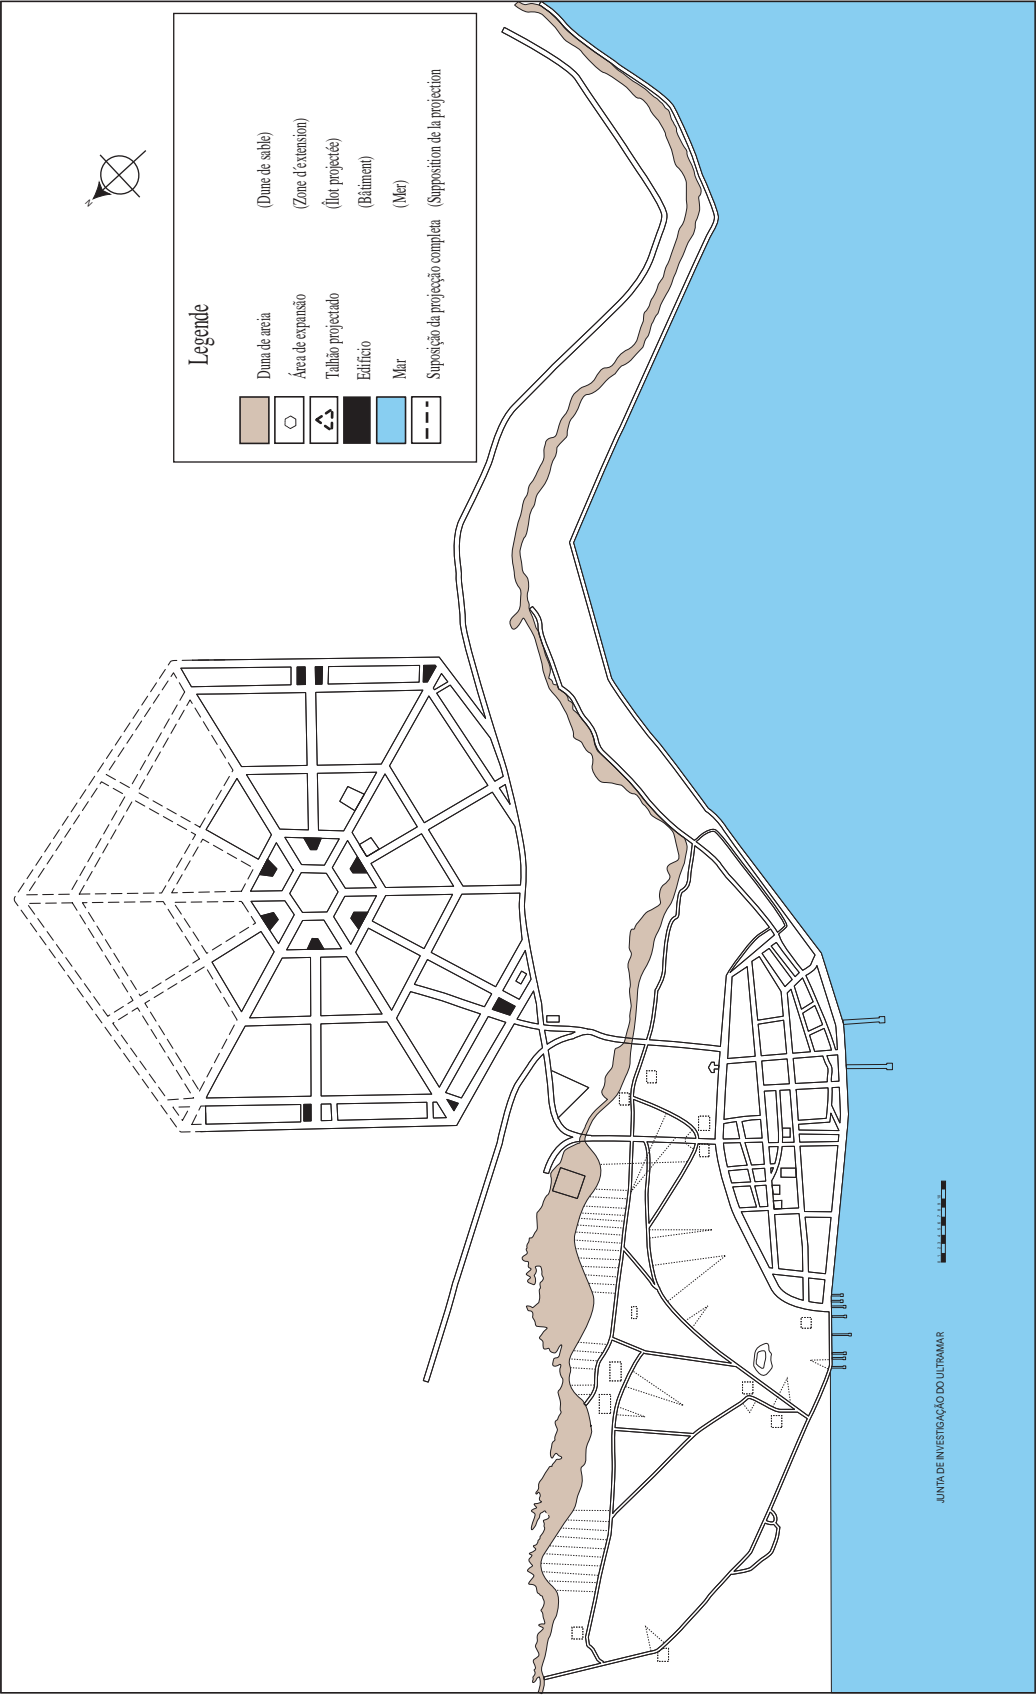 N
Legende
Duna de areia (Dune de sable)
Área de expansão (Zone d'extension)
Talhão projectado (Îlot projectée)
Edifício (Bâtiment)
Mar (Mer)
Suposição da projecção completa (Supposition de la projection
JUNTA DE INVESTIGAÇÃO DO ULTRAMAR